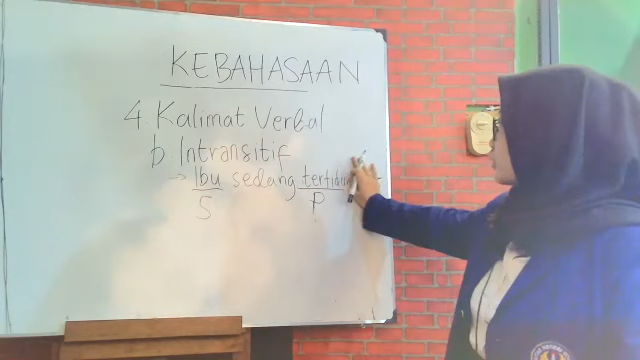 KEBAHASAAN
4 Kalimat Verbal
b Intransitif
→ Ibu sedang
S P